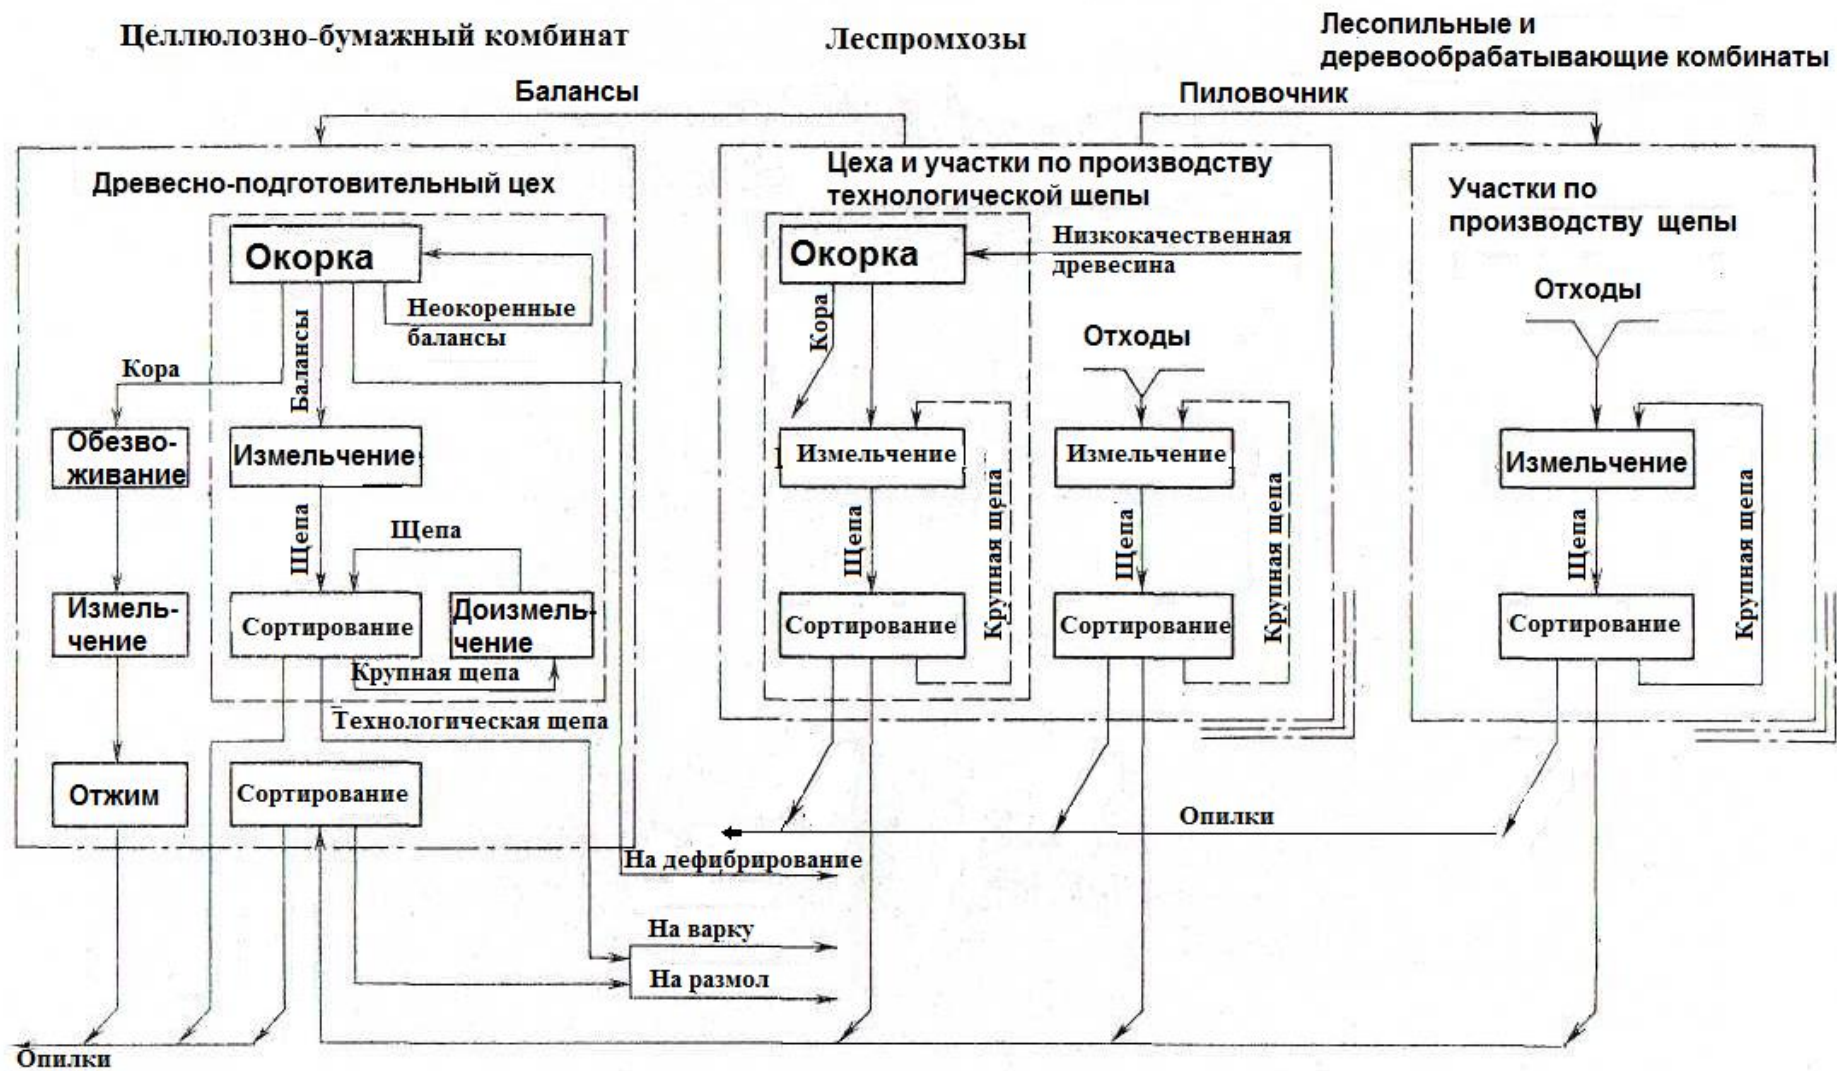 Целлюлозно-бумажный комбинат
Леспромхозы
Лесопильные и
деревообрабатывающие комбинаты
Балансы
Пиловочник
Древесно-подготовительный цех
Окорка
Неокоренные
балансы
Балансы
Кора
Обезво-
живание
Измельчение
Щепа
Щепа
Измель-
чение
Сортирование
Доизмель-
чение
Крупная щепа
Технологическая щепа
Отжим
Сортирование
Цеха и участки по производству
технологической щепы
Окорка
Низкокачественная
древесина
Кора
Отходы
Измельчение
Измельчение
Щепа
Крупная щепа
Щепа
Крупная щепа
Сортирование
Сортирование
Участки по
производству щепы
Отходы
Измельчение
Щепа
Крупная щепа
Сортирование
Опилки
На дефибрирование
На варку
На размол
Опилки